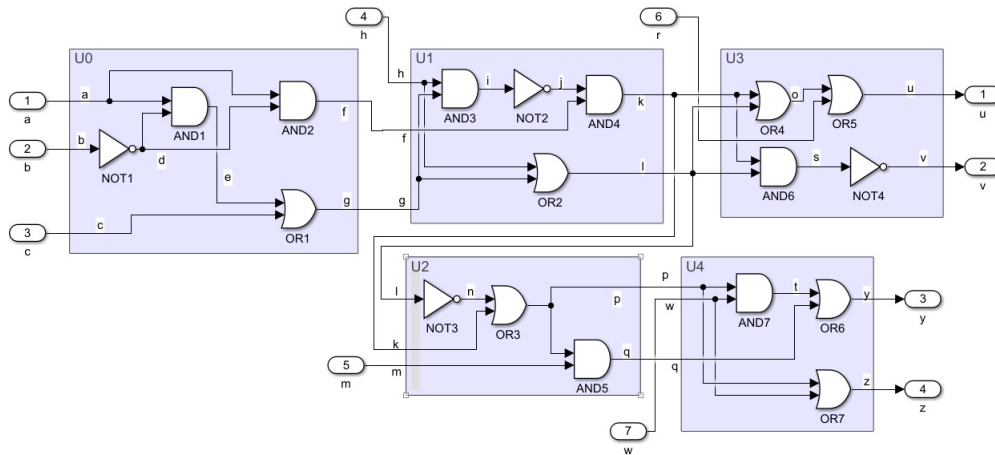 4
h
6
r
U0
U1
U3
1
a
a
AND1
AND2
f
h
AND3
i
NOT2
j
AND4
k
o
OR4
OR5
u
1
u
2
b
b
NOT1
d
f
s
v
2
v
e
OR2
l
AND6
NOT4
3
c
c
OR1
g
g
U2
U4
l
NOT3
n
OR3
p
p
w
AND7
t
OR6
y
3
y
k
5
m
m
AND5
q
q
OR7
z
4
z
7
w